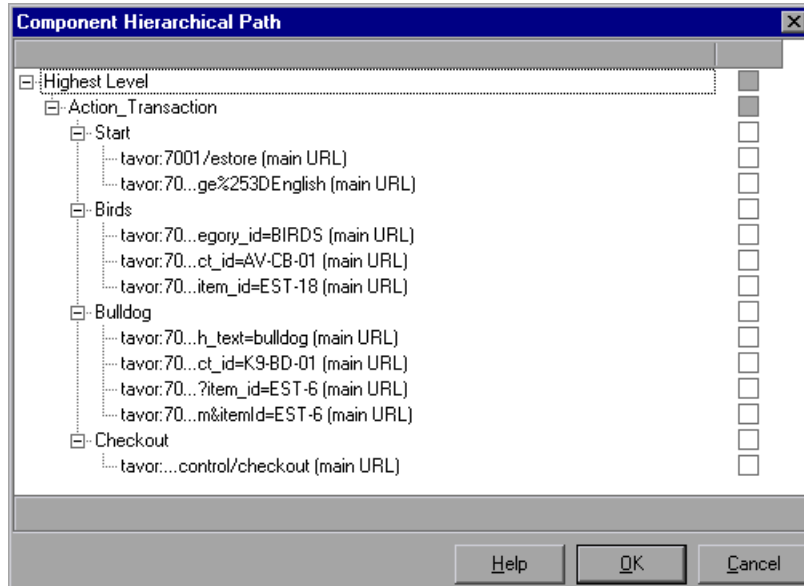 Component Hierarchical Path
Highest Level
Action_Transaction
Start
tavor:7001/estore (main URL)
tavor:70...ge%253DEnglish (main URL)
Birds
tavor:70...egory_id=BIRDS (main URL)
tavor:70...ct_id=AV-CB-01 (main URL)
tavor:70...item_id=EST-18 (main URL)
Bulldog
tavor:70...h_text=bulldog (main URL)
tavor:70...ct_id=K9-BD-01 (main URL)
tavor:70...?item_id=EST-6 (main URL)
tavor:70...m&itemId=EST-6 (main URL)
Checkout
tavor:...control/checkout (main URL)
Help OK Cancel